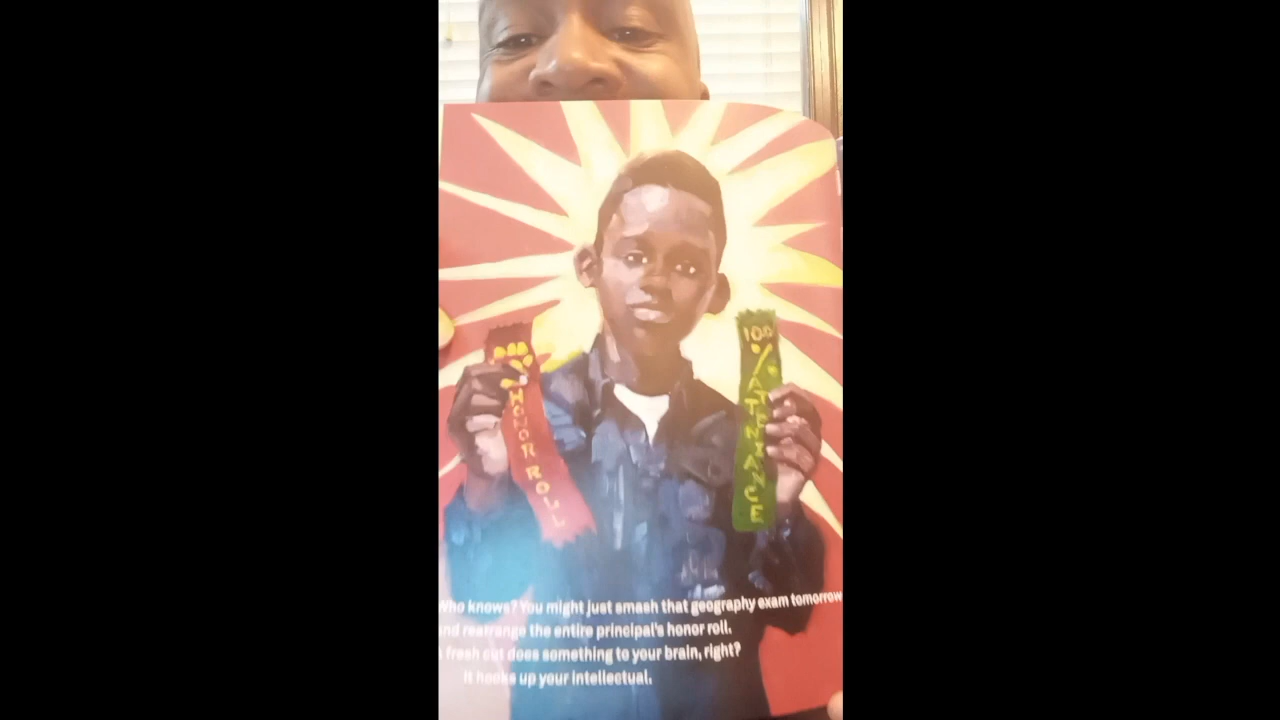 HONOR ROLL
100% ATTENDANCE
Who knows? You might just smash that geography exam tomorrow
nd rearrange the entire principal's honor roll.
fresh cut does something to your brain, right?
It hooks up your intellectual.